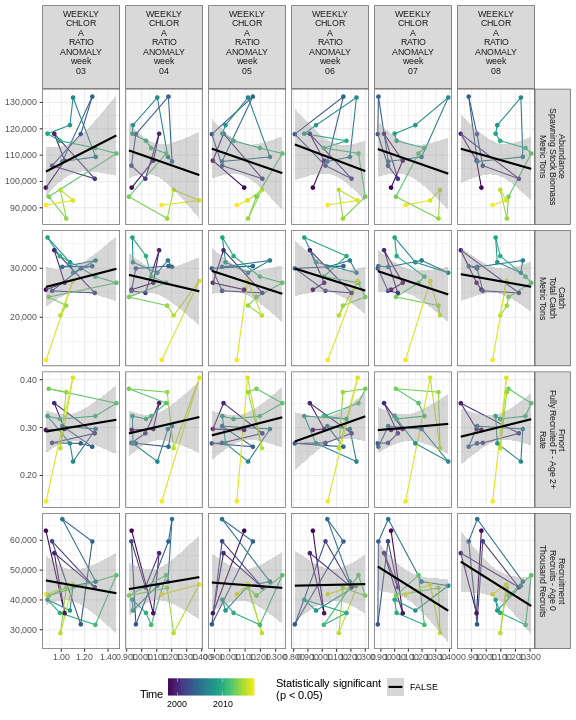 WEEKLY WEEKLY WEEKLY WEEKLY WEEKLY WEEKLY
CHLOR CHLOR CHLOR CHLOR CHLOR CHLOR
A A A A A A
RATIO RATIO RATIO RATIO RATIO RATIO
ANOMALY ANOMALY ANOMALY ANOMALY ANOMALY ANOMALY
week week week week week week
03 04 05 06 07 08
130,000
120,000
110,000
100,000
90,000
Abundance
Spawning Stock Biomass
Metric Tons
30,000
20,000
Catch
Total Catch
Metric Tons
0.40
0.30
0.20
Fmort
Fully Recruited F - Age 2+
Rate
60,000
50,000
40,000
30,000
Recruitment
Recruits - Age 0
Thousand Recruits
1.00 1.20 1.40
Time
2000 2010
Statistically significant
(p < 0.05)
FALSE